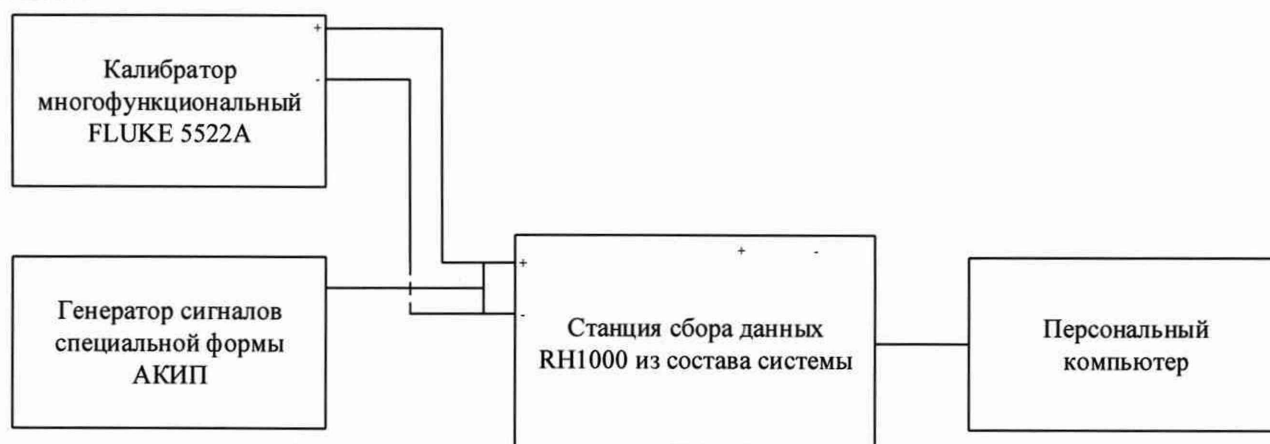 +
Калибратор
многофункциональный
FLUKE 5522A
-
Генератор сигналов
специальной формы
АКИП
+
-
+ -
Станция сбора данных
RH1000 из состава системы
Персональный
компьютер